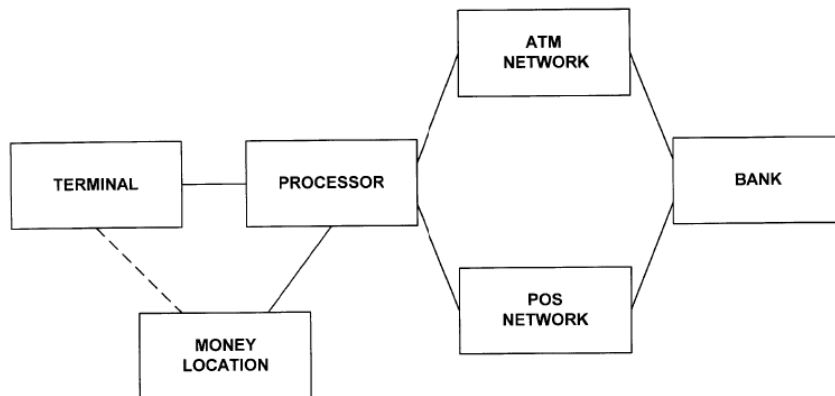 ATM
NETWORK
TERMINAL
PROCESSOR
BANK
POS
NETWORK
MONEY
LOCATION